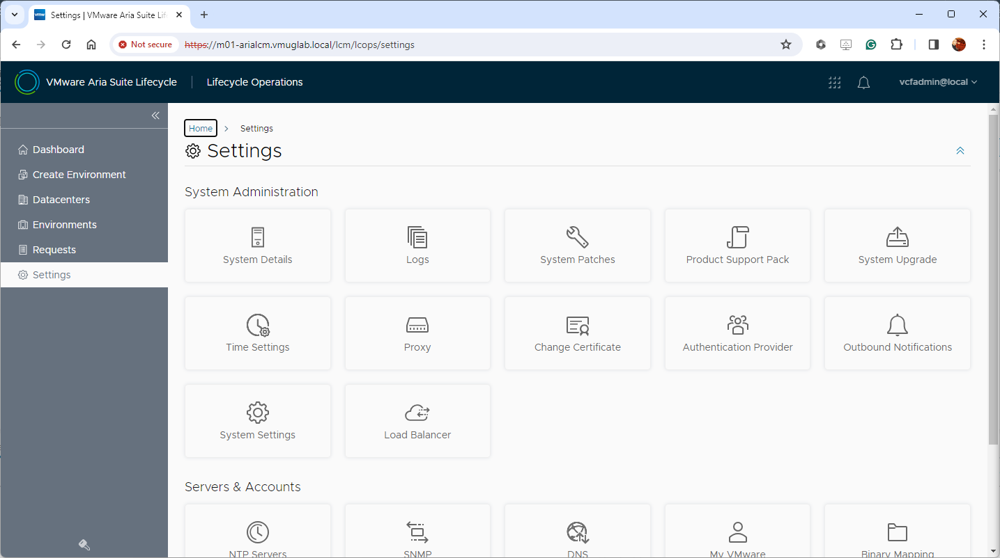 vmw Settings | VMware Aria Suite Life
Not secure https://m01-arialcm.vmuglab.local/lcm/lcops/settings
VMware Aria Suite Lifecycle Lifecycle Operations vcfadmin@local
Home > Settings
Settings
Dashboard
Create Environment
Datacenters
Environments
Requests
Settings
System Administration
System Details
Logs
System Patches
Product Support Pack
System Upgrade
Time Settings
Proxy
Change Certificate
Authentication Provider
Outbound Notifications
System Settings
Load Balancer
Servers & Accounts
NTP Servers
SNMP
DNS
My VMware
Binary Mapping